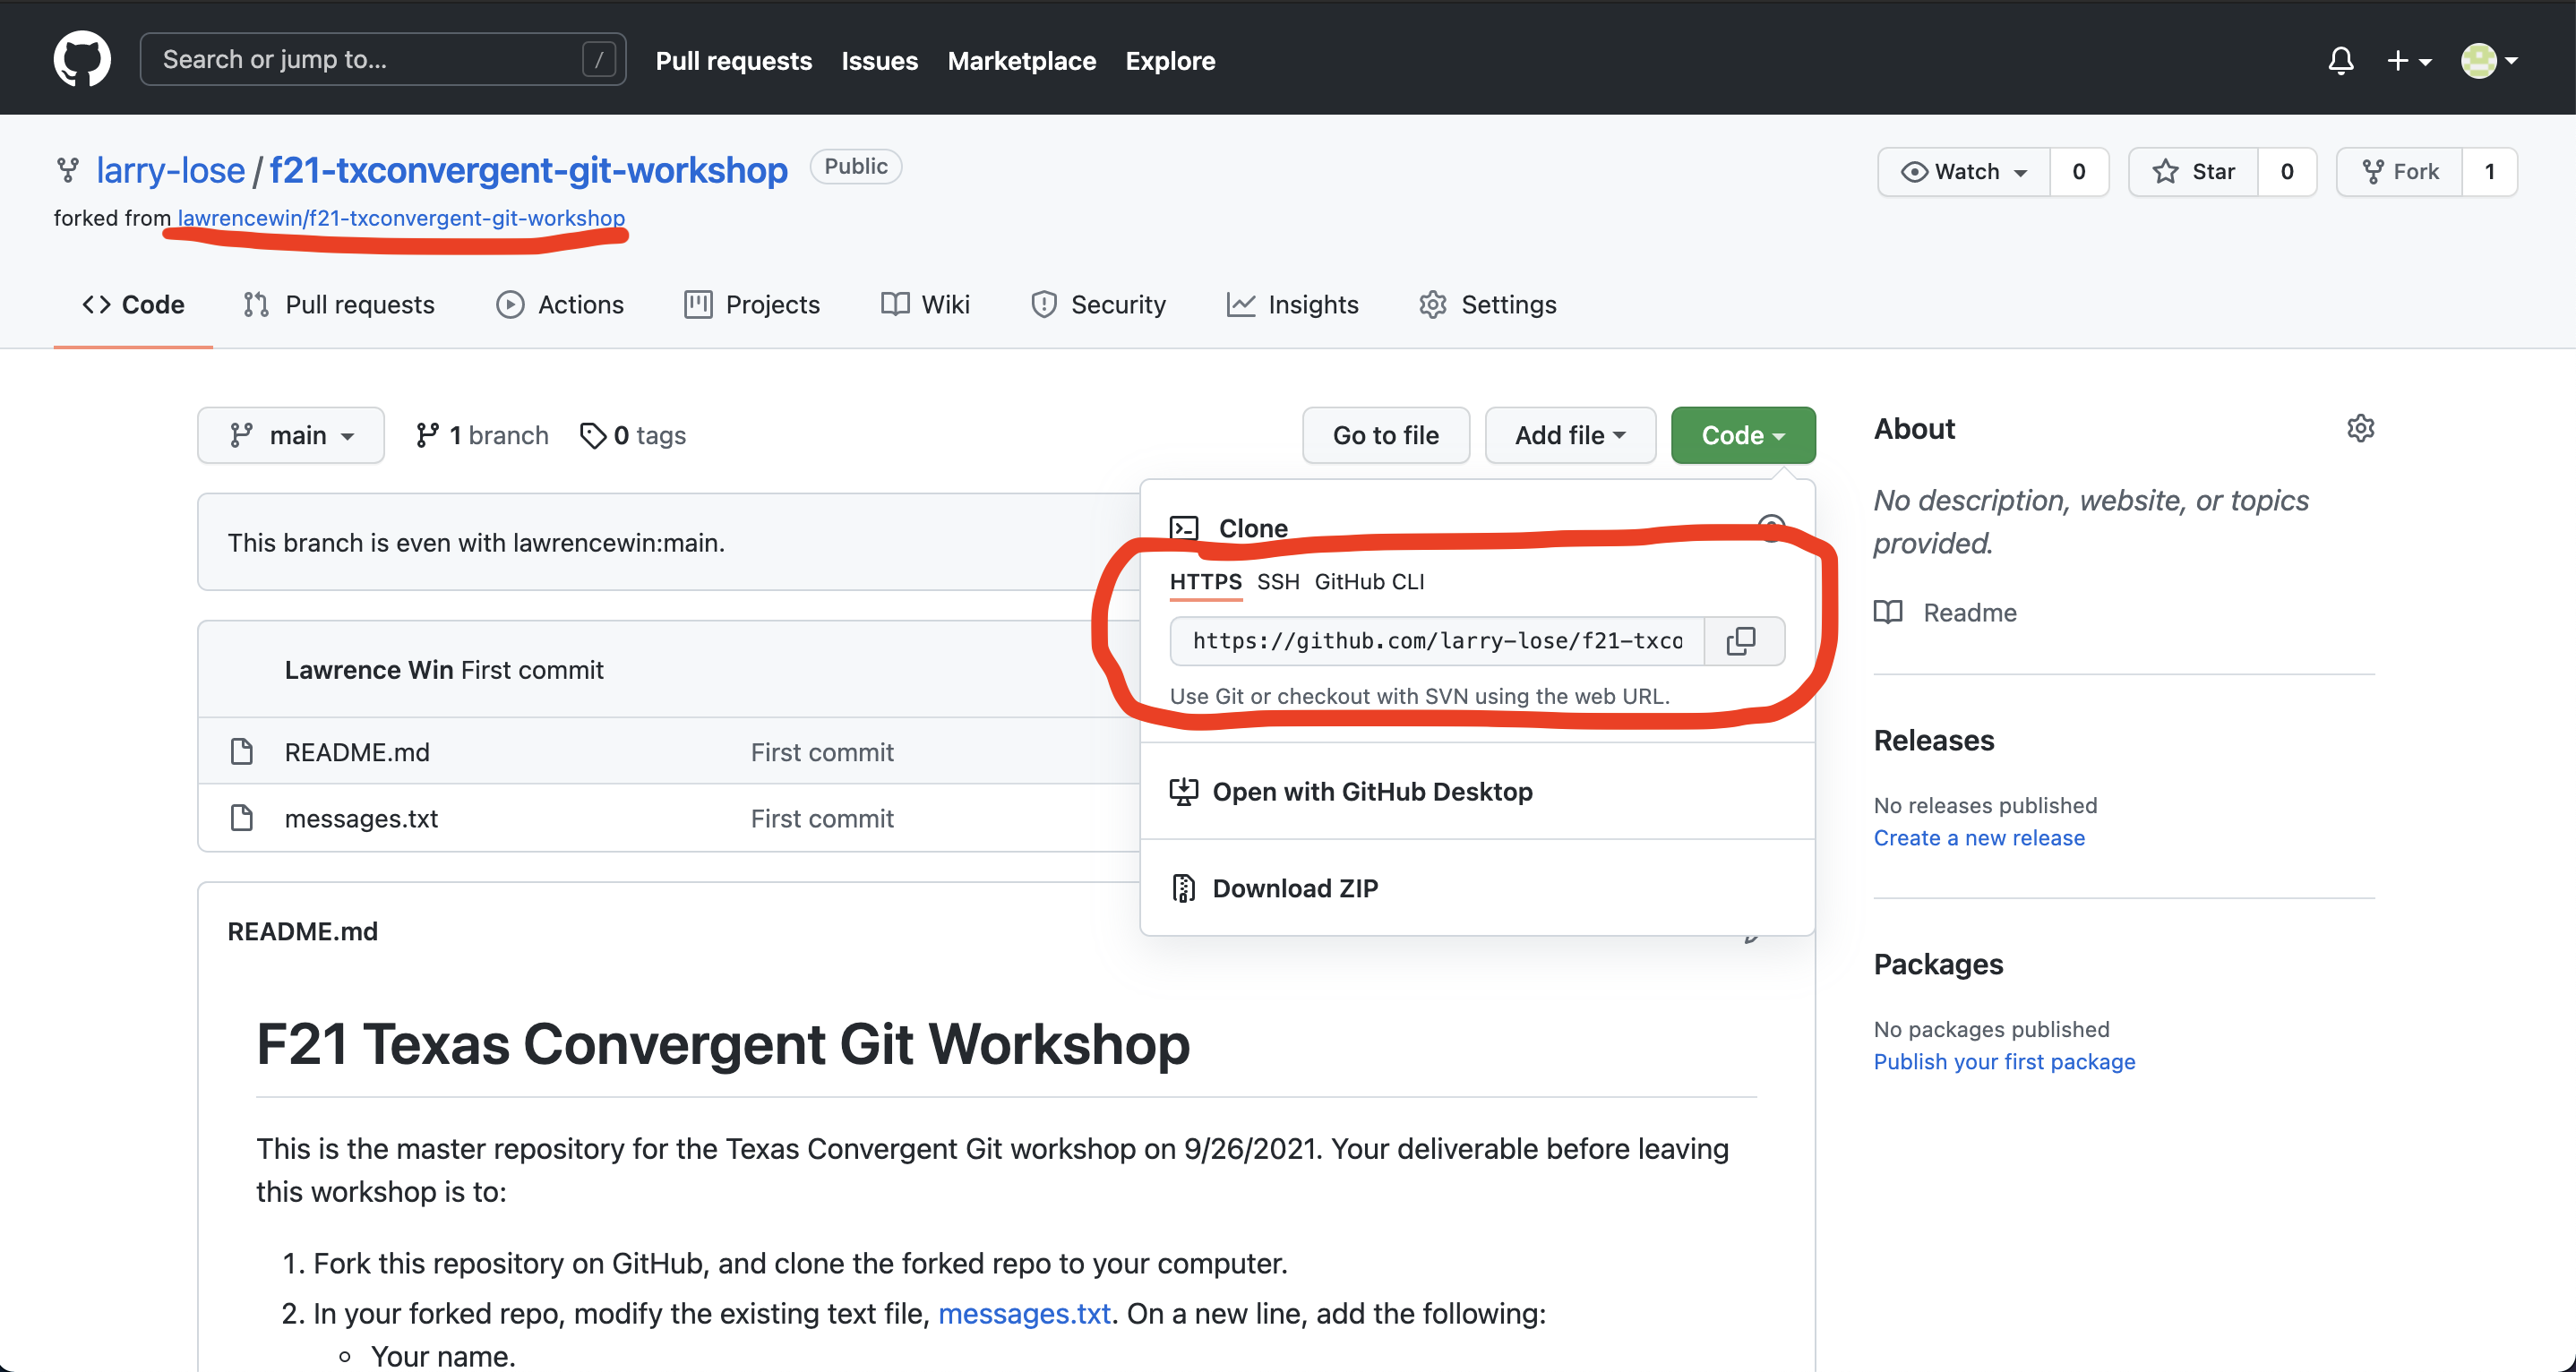 Search or jump to... /
Pull requests Issues Marketplace Explore
larry-lose / f21-txconvergent-git-workshop Public
Watch 0 Star 0 Fork 1
forked from lawrencewin/f21-txconvergent-git-workshop
Code Pull requests Actions Projects Wiki Security Insights Settings
main 1 branch 0 tags
Go to file Add file Code
This branch is even with lawrencewin:main.
Lawrence Win First commit
README.md First commit
messages.txt First commit
Clone
HTTPS SSH GitHub CLI
https://github.com/larry-lose/f21-txco
Use Git or checkout with SVN using the web URL.
Open with GitHub Desktop
Download ZIP
README.md
F21 Texas Convergent Git Workshop
This is the master repository for the Texas Convergent Git workshop on 9/26/2021. Your deliverable before leaving
this workshop is to:
1. Fork this repository on GitHub, and clone the forked repo to your computer.
2. In your forked repo, modify the existing text file, messages.txt. On a new line, add the following:
Your name.
About
No description, website, or topics
provided.
Readme
Releases
No releases published
Create a new release
Packages
No packages published
Publish your first package